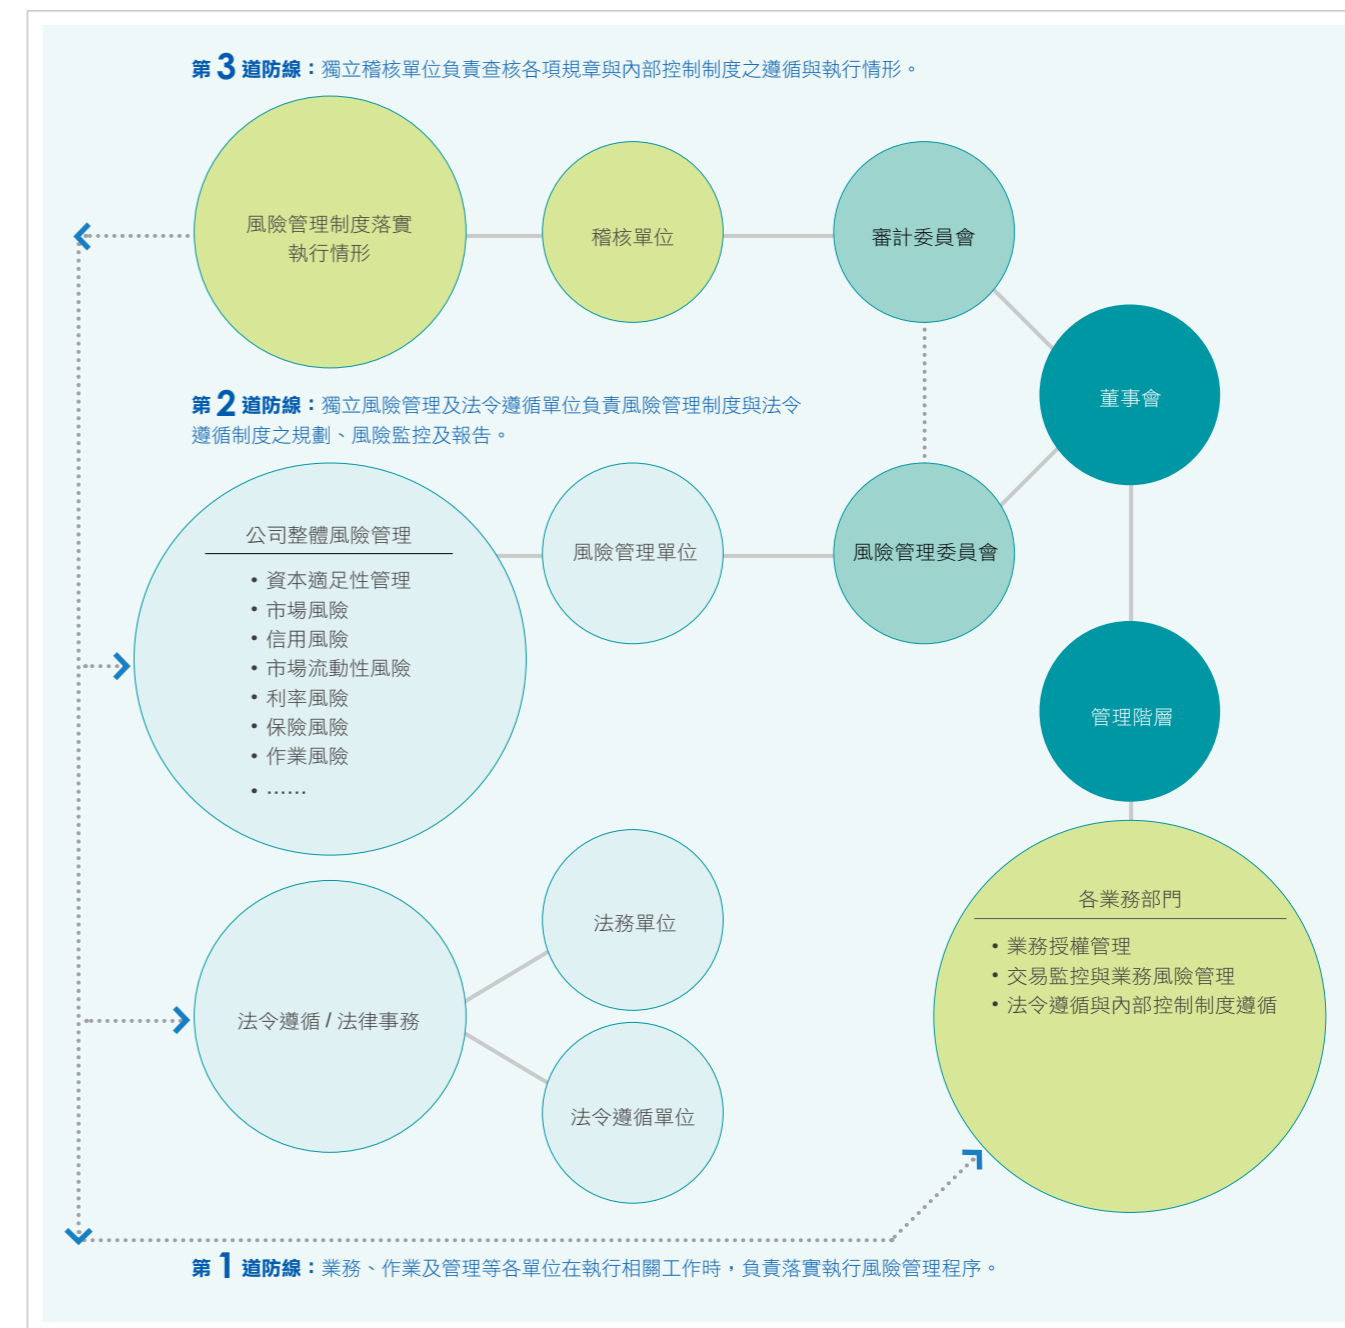 第3道防線：獨立稽核單位負責查核各項規章與內部控制制度之遵循與執行情形。
風險管理制度落實
執行情形
稽核單位
審計委員會
董事會
第2道防線：獨立風險管理及法令遵循單位負責風險管理制度與法令
遵循制度之規劃、風險監控及報告。
公司整體風險管理
• 資本適足性管理
• 市場風險
• 信用風險
• 市場流動性風險
• 利率風險
• 保險風險
• 作業風險
• ……
風險管理單位
風險管理委員會
管理階層
法務單位
法令遵循 / 法律事務
法令遵循單位
各業務部門
• 業務授權管理
• 交易監控與業務風險管理
• 法令遵循與內部控制制度遵循
第1道防線：業務、作業及管理等各單位在執行相關工作時，負責落實執行風險管理程序。